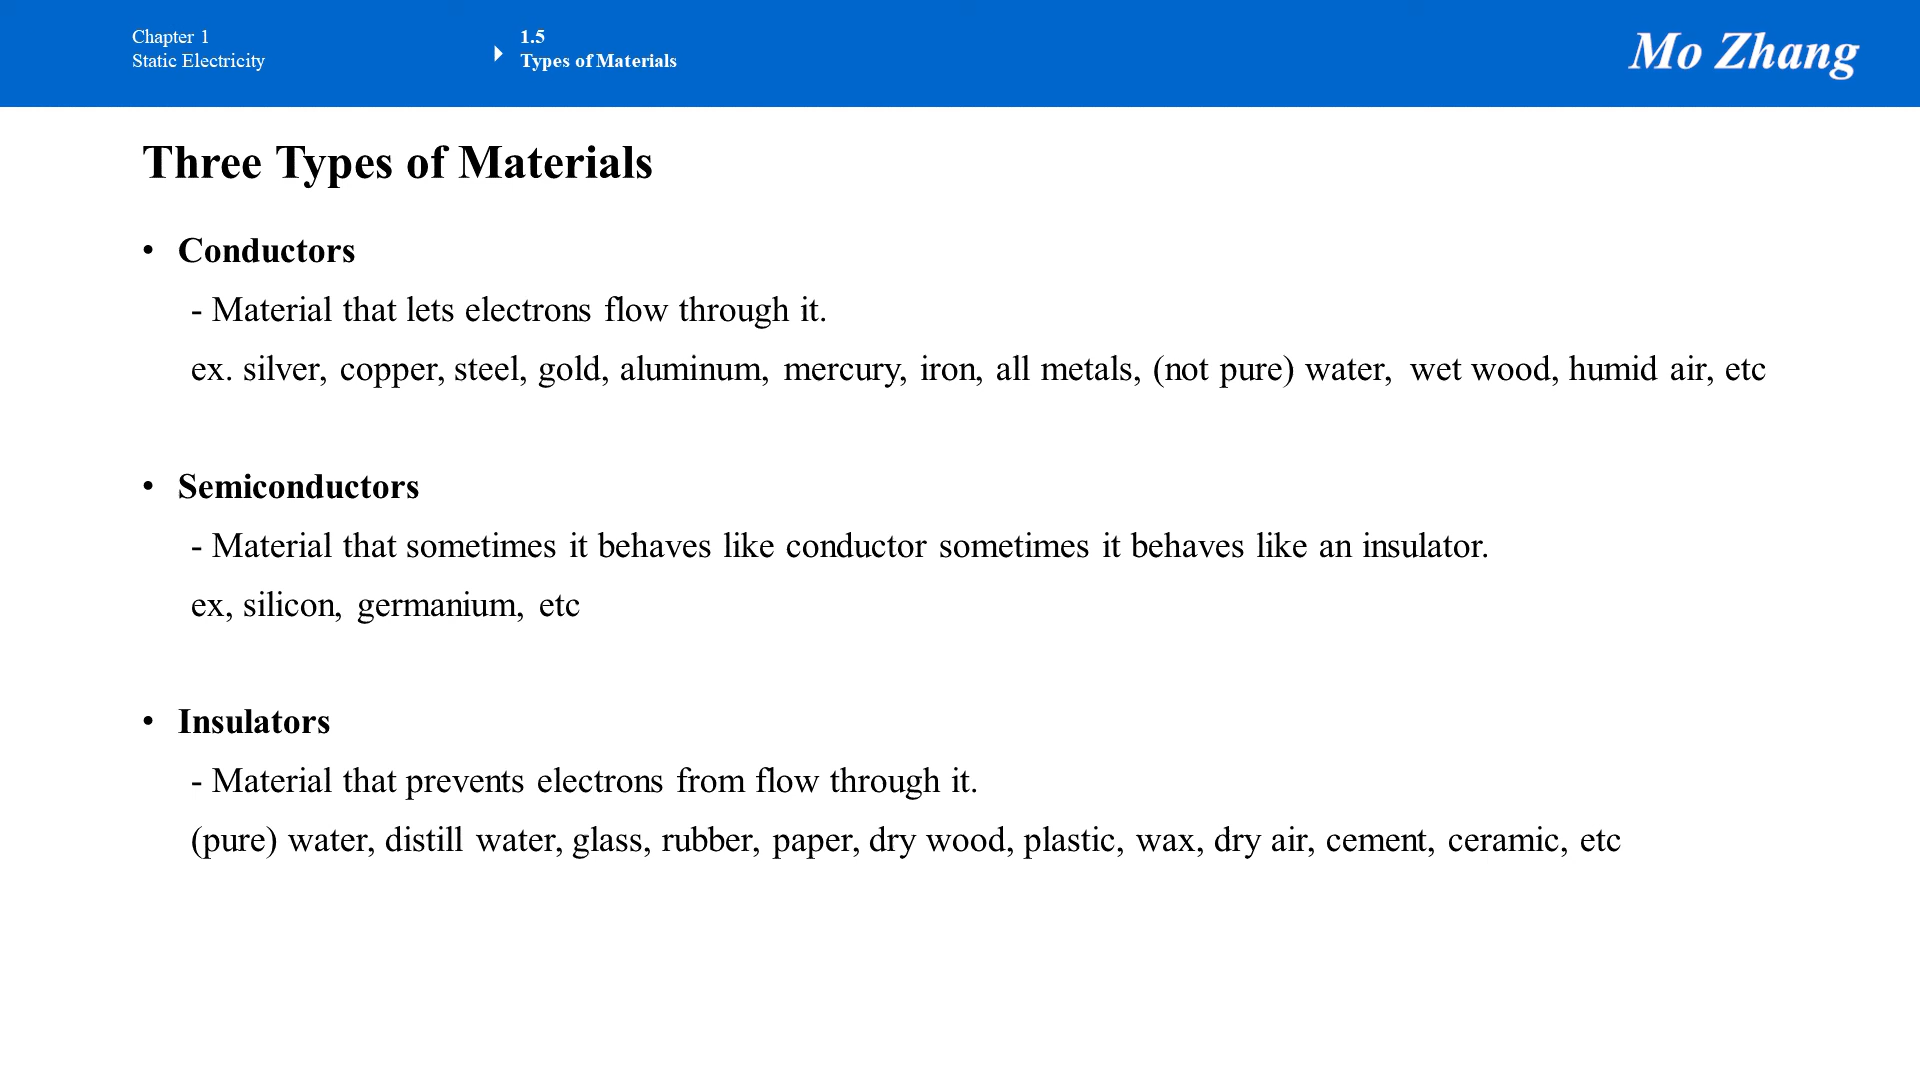 Chapter 1
Static Electricity
1.5
Types of Materials
Mo Zhang
Three Types of Materials
• Conductors
- Material that lets electrons flow through it.
ex. silver, copper, steel, gold, aluminum, mercury, iron, all metals, (not pure) water, wet wood, humid air, etc
• Semiconductors
- Material that sometimes it behaves like conductor sometimes it behaves like an insulator.
ex, silicon, germanium, etc
• Insulators
- Material that prevents electrons from flow through it.
(pure) water, distill water, glass, rubber, paper, dry wood, plastic, wax, dry air, cement, ceramic, etc